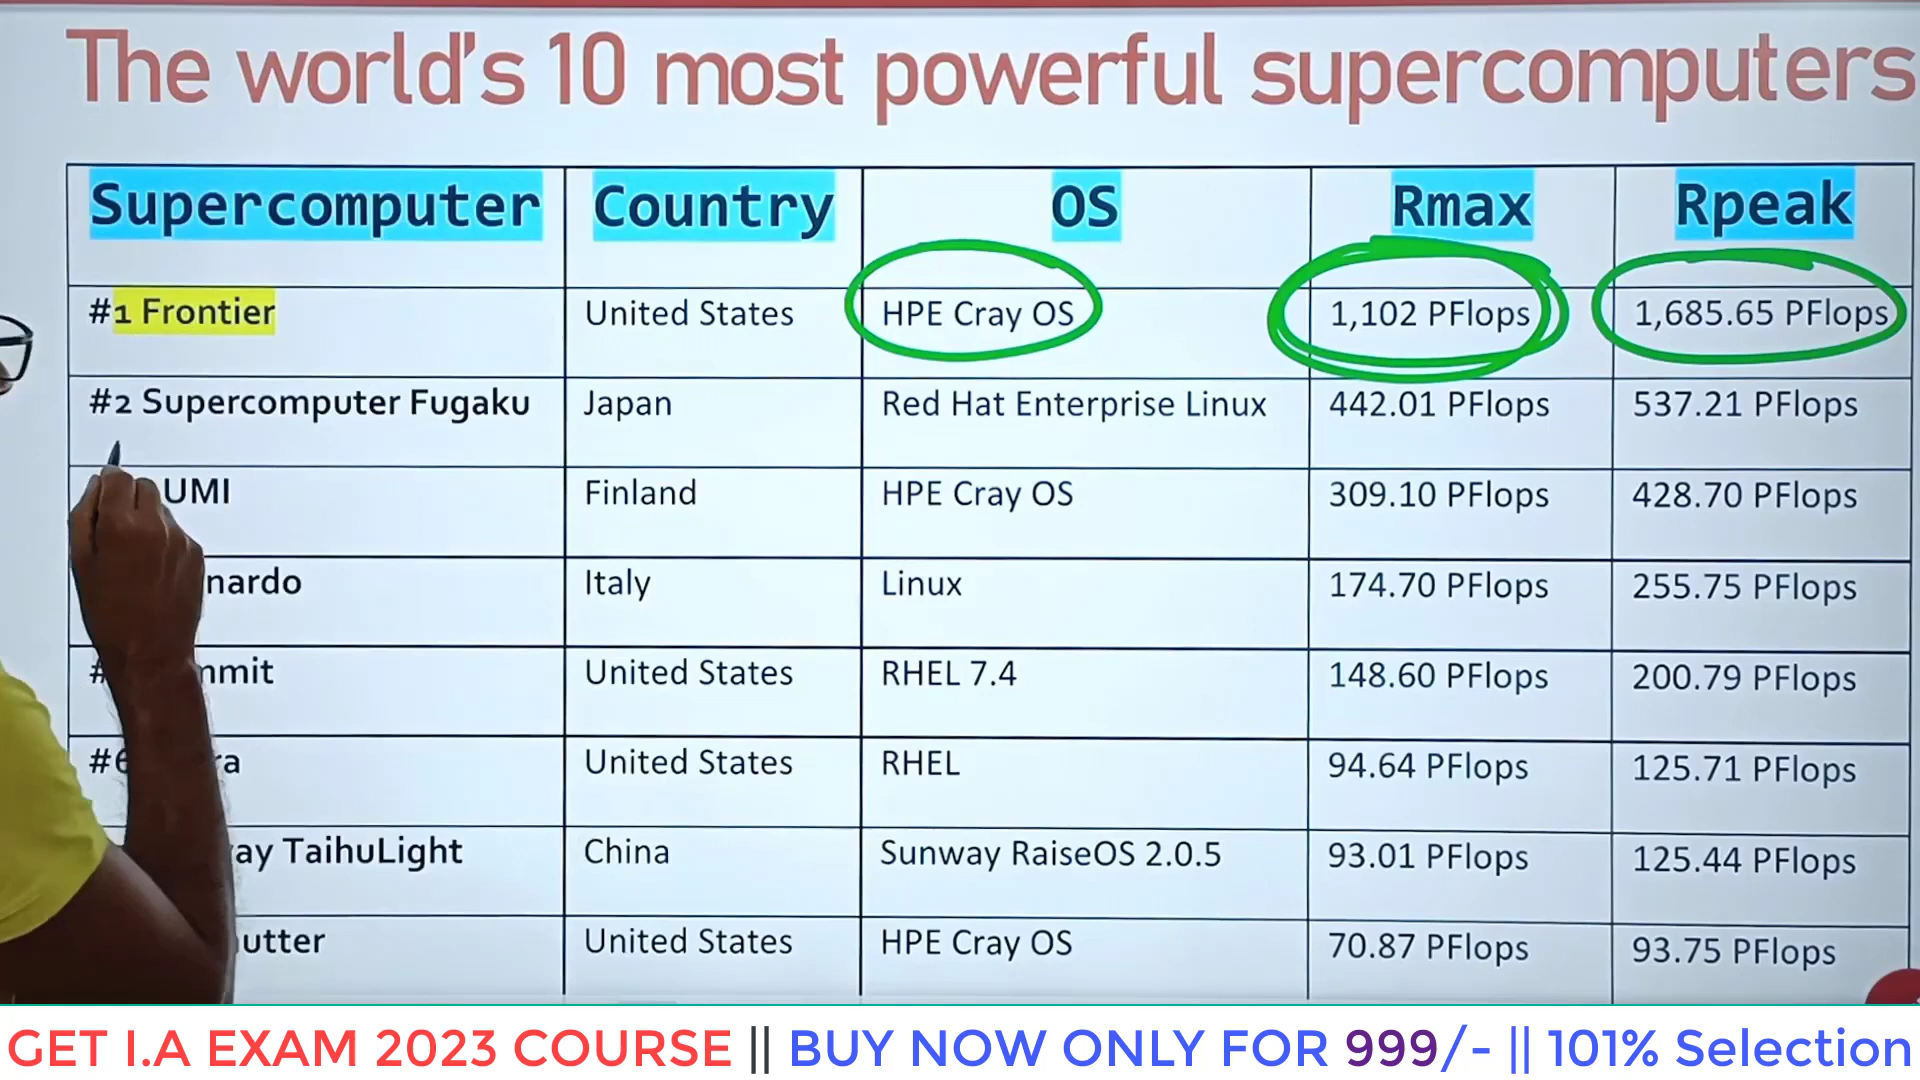 The world's 10 most powerful supercomputers
Supercomputer Country OS Rmax Rpeak
#1 Frontier United States HPE Cray OS 1,102 PFlops 1,685.65 PFlops
#2 Supercomputer Fugaku Japan Red Hat Enterprise Linux 442.01 PFlops 537.21 PFlops
UMI Finland HPE Cray OS 309.10 PFlops 428.70 PFlops
nardo Italy Linux 174.70 PFlops 255.75 PFlops
# mmit United States RHEL 7.4 148.60 PFlops 200.79 PFlops
#6 ra United States RHEL 94.64 PFlops 125.71 PFlops
ay TaihuLight China Sunway RaiseOS 2.0.5 93.01 PFlops 125.44 PFlops
utter United States HPE Cray OS 70.87 PFlops 93.75 PFlops
GET I.A EXAM 2023 COURSE || BUY NOW ONLY FOR 999/- || 101% Selection